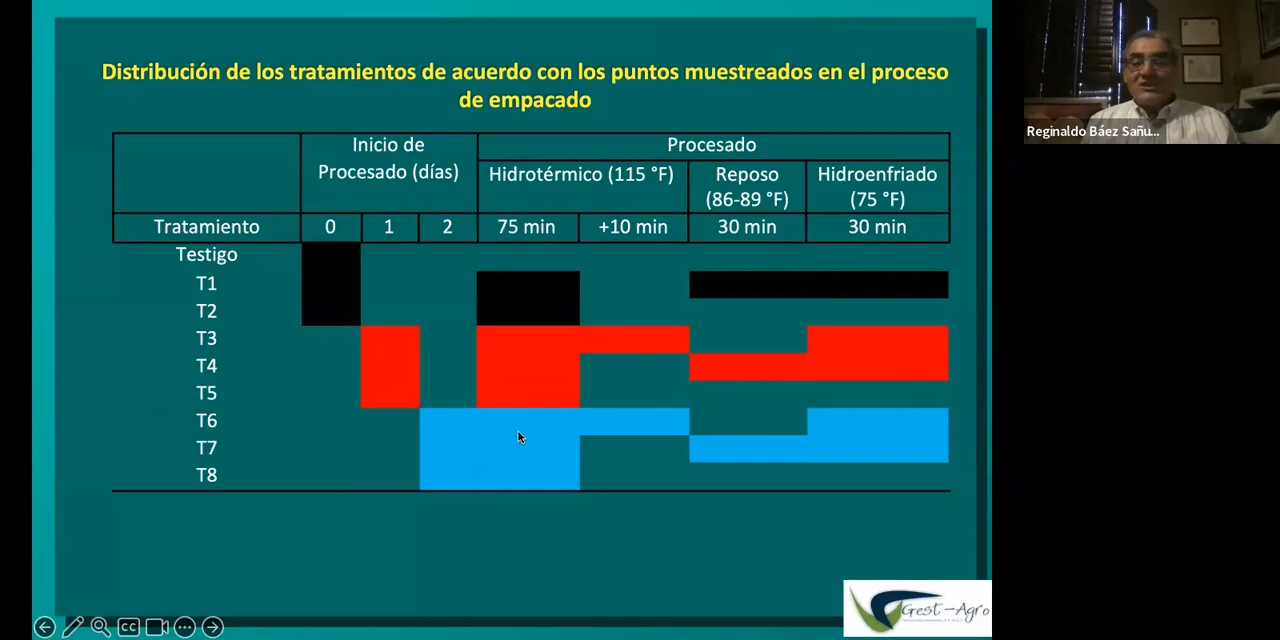 Distribución de los tratamientos de acuerdo con los puntos muestreados en el proceso
de empacado
Inicio de
Procesado (días)
Procesado
Hidrotérmico (115 °F)
Reposo
(86-89 °F)
Hidroenfriado
(75 °F)
Tratamiento 0 1 2 75 min +10 min 30 min 30 min
Testigo
T1
T2
T3
T4
T5
T6
T7
T8
Reginaldo Báez Sañu...
Grest-Agro
CC